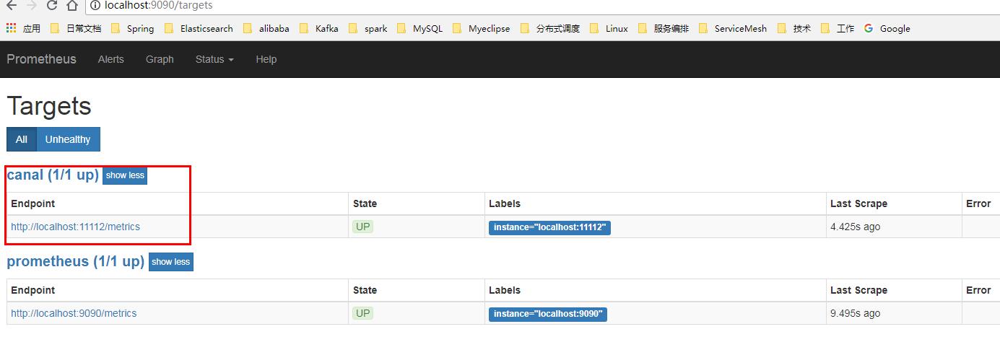 localhost:9090/targets
应用 日常文档 Spring Elasticsearch alibaba Kafka spark MySQL Myeclipse 分布式调度 Linux 服务编排 ServiceMesh 技术 工作 Google
Prometheus Alerts Graph Status Help
Targets
All Unhealthy
canal (1/1 up) show less
Endpoint State Labels Last Scrape Error
http://localhost:11112/metrics UP instance="localhost:11112" 4.425s ago
prometheus (1/1 up) show less
Endpoint State Labels Last Scrape Error
http://localhost:9090/metrics UP instance="localhost:9090" 9.495s ago